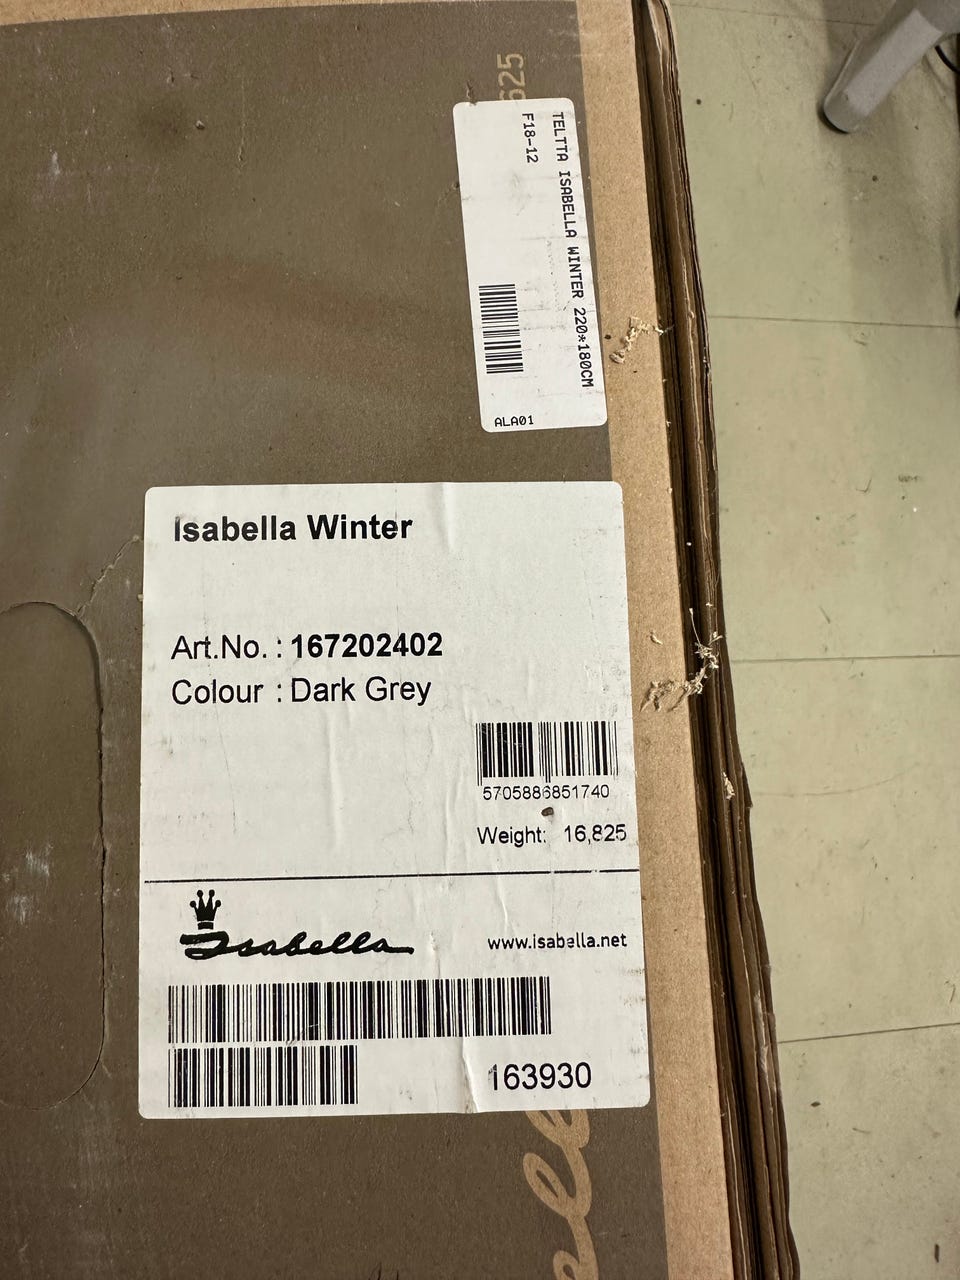 625
TELTTA ISABELLA WINTER 220*180CM
F18-12
ALA01
Isabella Winter
Art.No. : 167202402
Colour : Dark Grey
5705886851740
Weight: 16,825
Isabella
www.isabella.net
163930